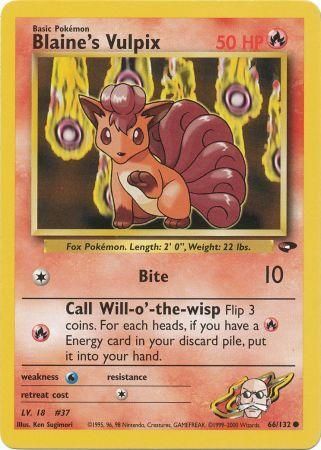 Basic Pokémon
Blaine's Vulpix 50 HP
Fox Pokémon. Length: 2' 0", Weight: 22 lbs.
Bite 10
Call Will-o'-the-wisp Flip 3
coins. For each heads, if you have a
Energy card in your discard pile, put
it into your hand.
weakness resistance
retreat cost
LV. 18 #37
Illus. Ken Sugimori ©1995, 96, 98 Nintendo, Creatures, GAMEFREAK. ©1999-2000 Wizards. 66/132